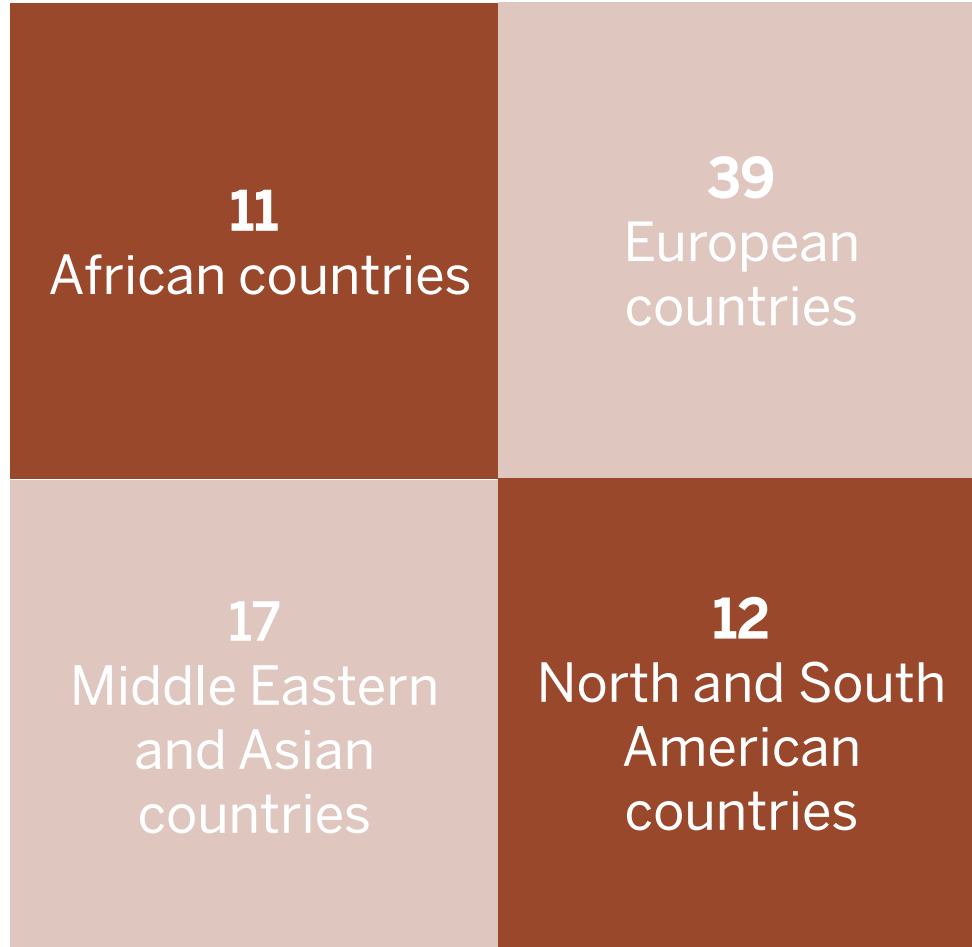 11
African countries
39
European
countries
17
Middle Eastern
and Asian
countries
12
North and South
American
countries